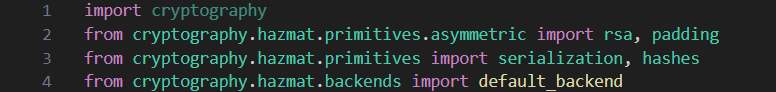 1 import cryptography
2 from cryptography.hazmat.primitives.asymmetric import rsa, padding
3 from cryptography.hazmat.primitives import serialization, hashes
4 from cryptography.hazmat.backends import default_backend